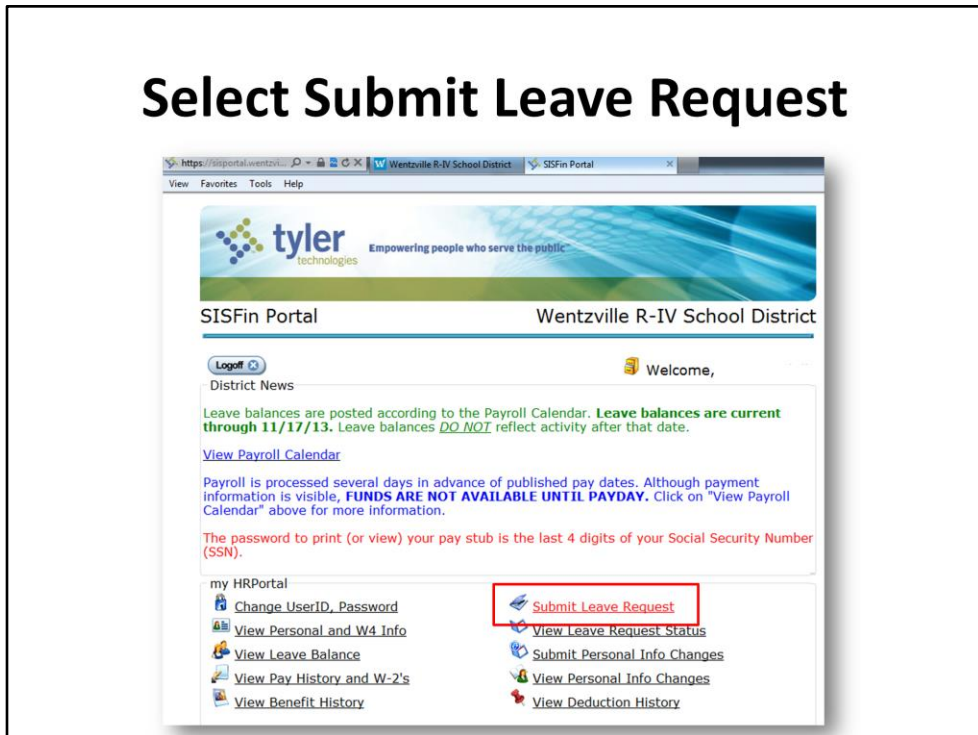 Select Submit Leave Request
https://sisportal.wentzvi...
Wentzville R-IV School District
SISFin Portal
View Favorites Tools Help
tyler
technologies
Empowering people who serve the public™
SISFin Portal
Wentzville R-IV School District
Logoff
Welcome,
District News
Leave balances are posted according to the Payroll Calendar. Leave balances are current
through 11/17/13. Leave balances DO NOT reflect activity after that date.
View Payroll Calendar
Payroll is processed several days in advance of published pay dates. Although payment
information is visible, FUNDS ARE NOT AVAILABLE UNTIL PAYDAY. Click on "View Payroll
Calendar" above for more information.
The password to print (or view) your pay stub is the last 4 digits of your Social Security Number
(SSN).
my HRPortal
Change UserID, Password
Submit Leave Request
View Personal and W4 Info
View Leave Request Status
View Leave Balance
Submit Personal Info Changes
View Pay History and W-2's
View Personal Info Changes
View Benefit History
View Deduction History